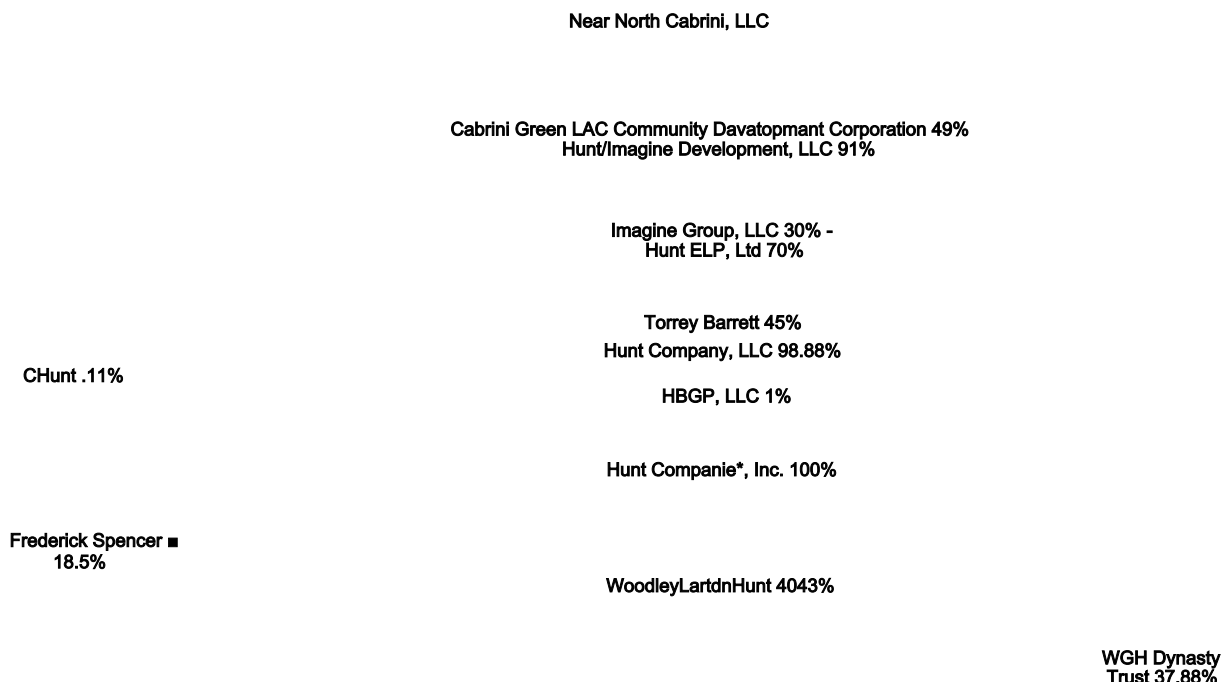 Near North Cabrini, LLC
Cabrini Green LAC Community Davatopmant Corporation 49%
Hunt/Imagine Development, LLC 91%
Imagine Group, LLC 30% -
Hunt ELP, Ltd 70%
Torrey Barrett 45%
Hunt Company, LLC 98.88%
CHunt .11%
HBGP, LLC 1%
Hunt Companie*, Inc. 100%
Frederick Spencer ■
18.5%
WoodleyLartdnHunt 4043%
WGH Dynasty
Trust 37.88%